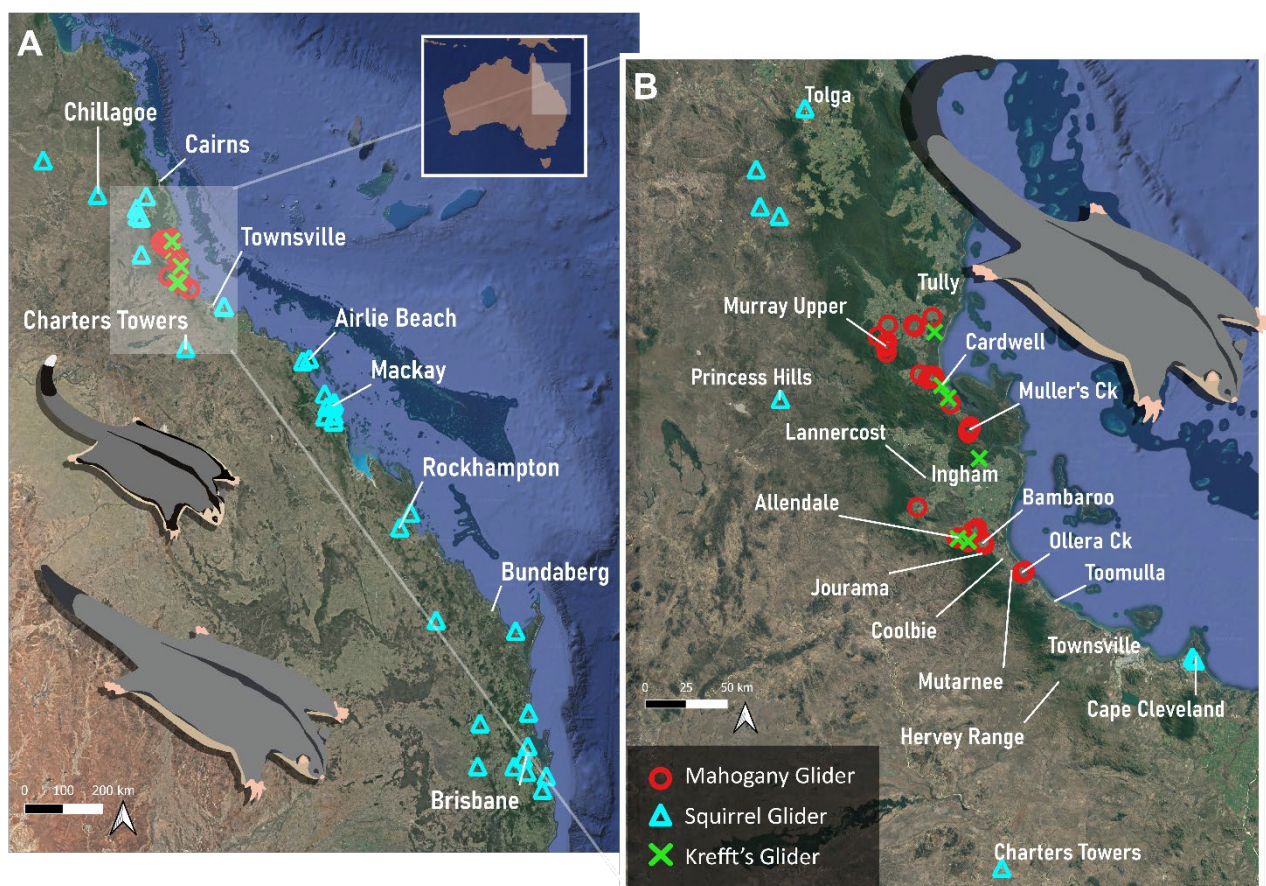 A
Chillagoe
Cairns
Townsville
Charters Towers
Airlie Beach
Mackay
Rockhampton
Bundaberg
Brisbane
0 100 200 km
B
Tolga
Tully
Murray Upper
Cardwell
Princess Hills
Muller's Ck
Lannercost
Ingham
Allendale
Bambaroo
Ollera Ck
Jourama
Toomulla
Coolbie
Townsville
Mutarnee
Cape Cleveland
Hervey Range
0 25 50 km
Mahogany Glider
Squirrel Glider
Krefft's Glider
Charters Towers